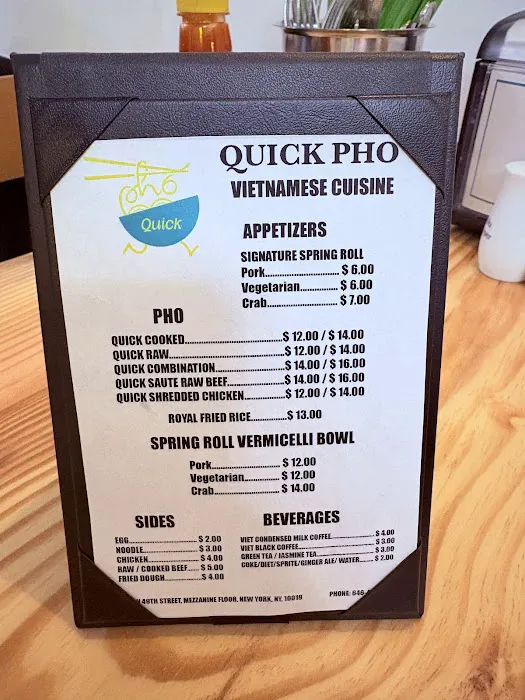 QUICK PHO
VIETNAMESE CUISINE
pho
Quick
APPETIZERS
SIGNATURE SPRING ROLL
Pork........................ $ 6.00
Vegetarian............. $ 6.00
Crab....................... $ 7.00
PHO
QUICK COOKED..............................$ 12.00 / $ 14.00
QUICK RAW....................................$ 12.00 / $ 14.00
QUICK COMBINATION.....................$ 14.00 / $ 16.00
QUICK SAUTE RAW BEEF.................$ 14.00 / $ 16.00
QUICK SHREDDED CHICKEN............$ 12.00 / $ 14.00
ROYAL FRIED RICE...........$ 13.00
SPRING ROLL VERMICELLI BOWL
Pork........................ $ 12.00
Vegetarian............. $ 12.00
Crab....................... $ 14.00
SIDES
EGG.............................. $ 2.00
NOODLE........................ $ 3.00
CHICKEN....................... $ 4.00
RAW / COOKED BEEF..... $ 5.00
FRIED DOUGH................$ 4.00
BEVERAGES
VIET CONDENSED MILK COFFEE.................$ 4.00
VIET BLACK COFFEE................................$ 3.00
GREEN TEA / JASMINE TEA.......................$ 3.00
COKE/DIET/SPRITE/GINGER ALE/ WATER........$ 2.00
49TH STREET, MEZZANINE FLOOR, NEW YORK, NY, 10019
PHONE: 646-